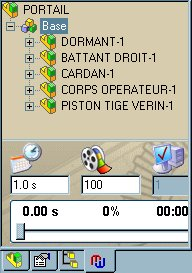 PORTAIL
Base
DORMANT-1
BATTANT DROIT-1
CARDAN-1
CORPS OPERATEUR-1
PISTON TIGE VERIN-1
1.0 s 100 1
0.00 s 0% 00:00